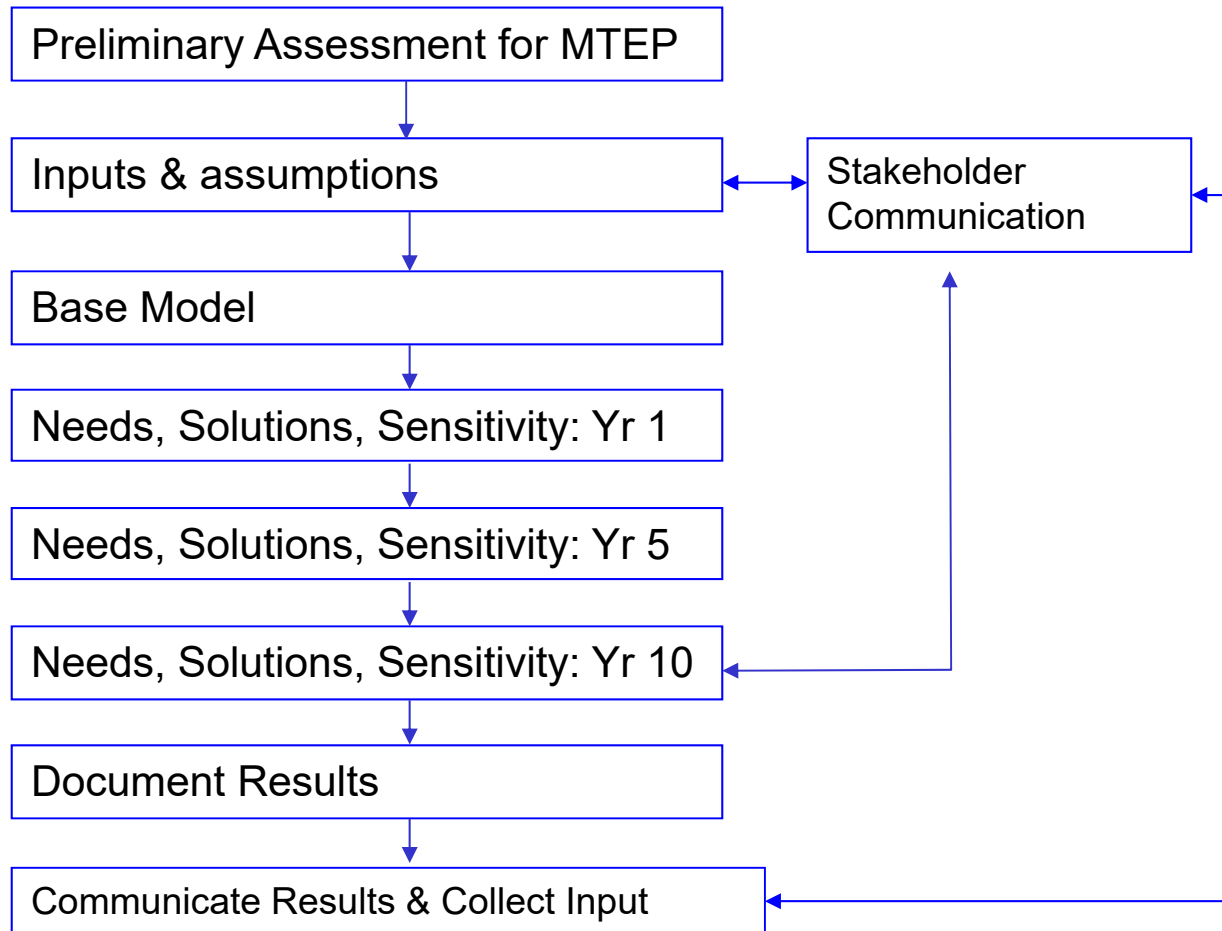 Preliminary Assessment for MTEP
Inputs & assumptions
Stakeholder
Communication
Base Model
Needs, Solutions, Sensitivity: Yr 1
Needs, Solutions, Sensitivity: Yr 5
Needs, Solutions, Sensitivity: Yr 10
Document Results
Communicate Results & Collect Input